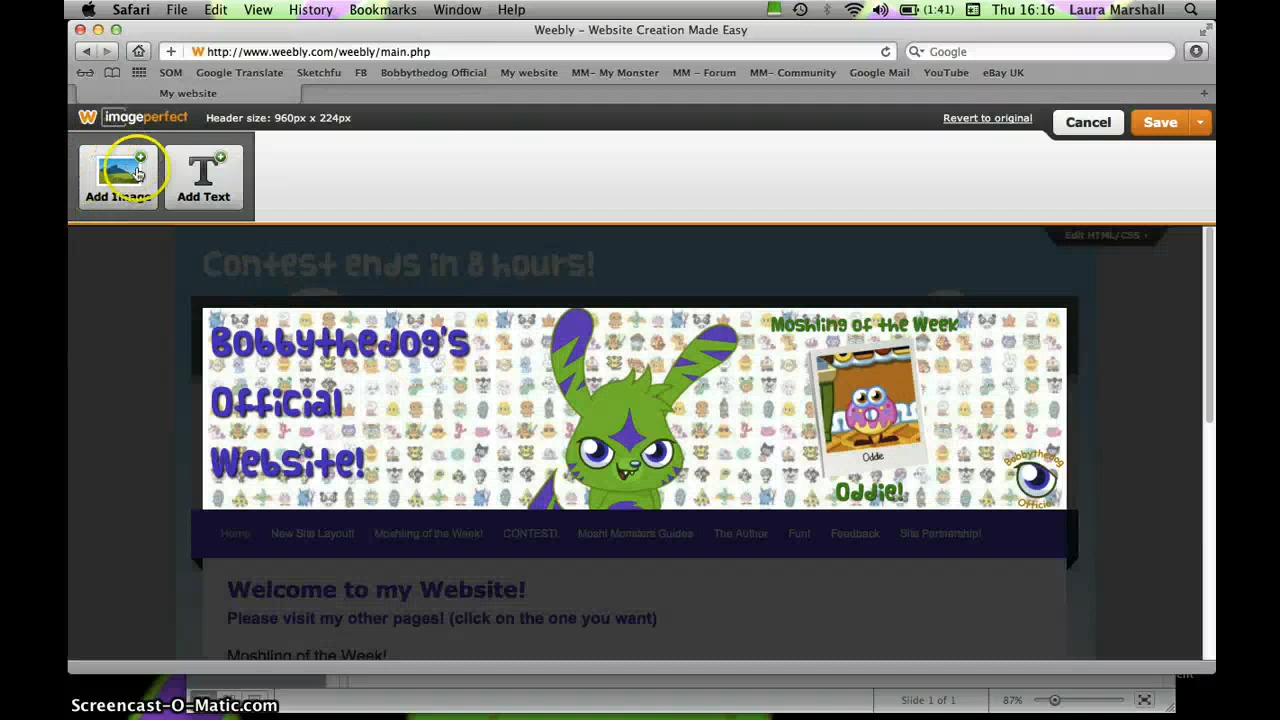 Safari File Edit View History Bookmarks Window Help (1:41) Thu 16:16 Laura Marshall
Weebly - Website Creation Made Easy
http://www.weebly.com/weebly/main.php Google
SOM Google Translate Sketchfu FB Bobbythedog Official My website MM- My Monster MM - Forum MM- Community Google Mail YouTube eBay UK
My website
W imageperfect Header size: 960px x 224px Revert to original Cancel Save
Add Image Add Text
Edit HTML/CSS
Contest ends in 8 hours!
Bobbythedog's
Official
Website!
Moshling of the Week
Oddie
Oddie!
Bobbythedog
Official
Home New Site Layout! Moshling of the Week! CONTEST! Moshi Monsters Guides The Author Fun! Feedback Site Partnership!
Welcome to my Website!
Please visit my other pages! (click on the one you want)
Moshling of the Week!
Slide 1 of 1 87%
Screencast-O-Matic.com